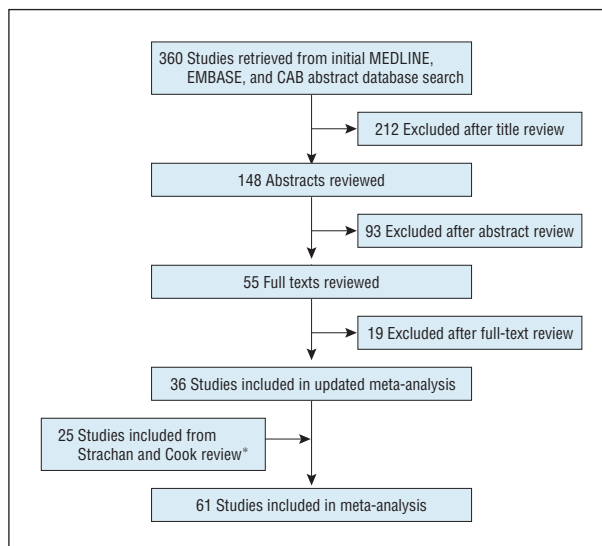 360 Studies retrieved from initial MEDLINE,
EMBASE, and CAB abstract database search
212 Excluded after title review
148 Abstracts reviewed
93 Excluded after abstract review
55 Full texts reviewed
19 Excluded after full-text review
36 Studies included in updated meta-analysis
25 Studies included from
Strachan and Cook review*
61 Studies included in meta-analysis